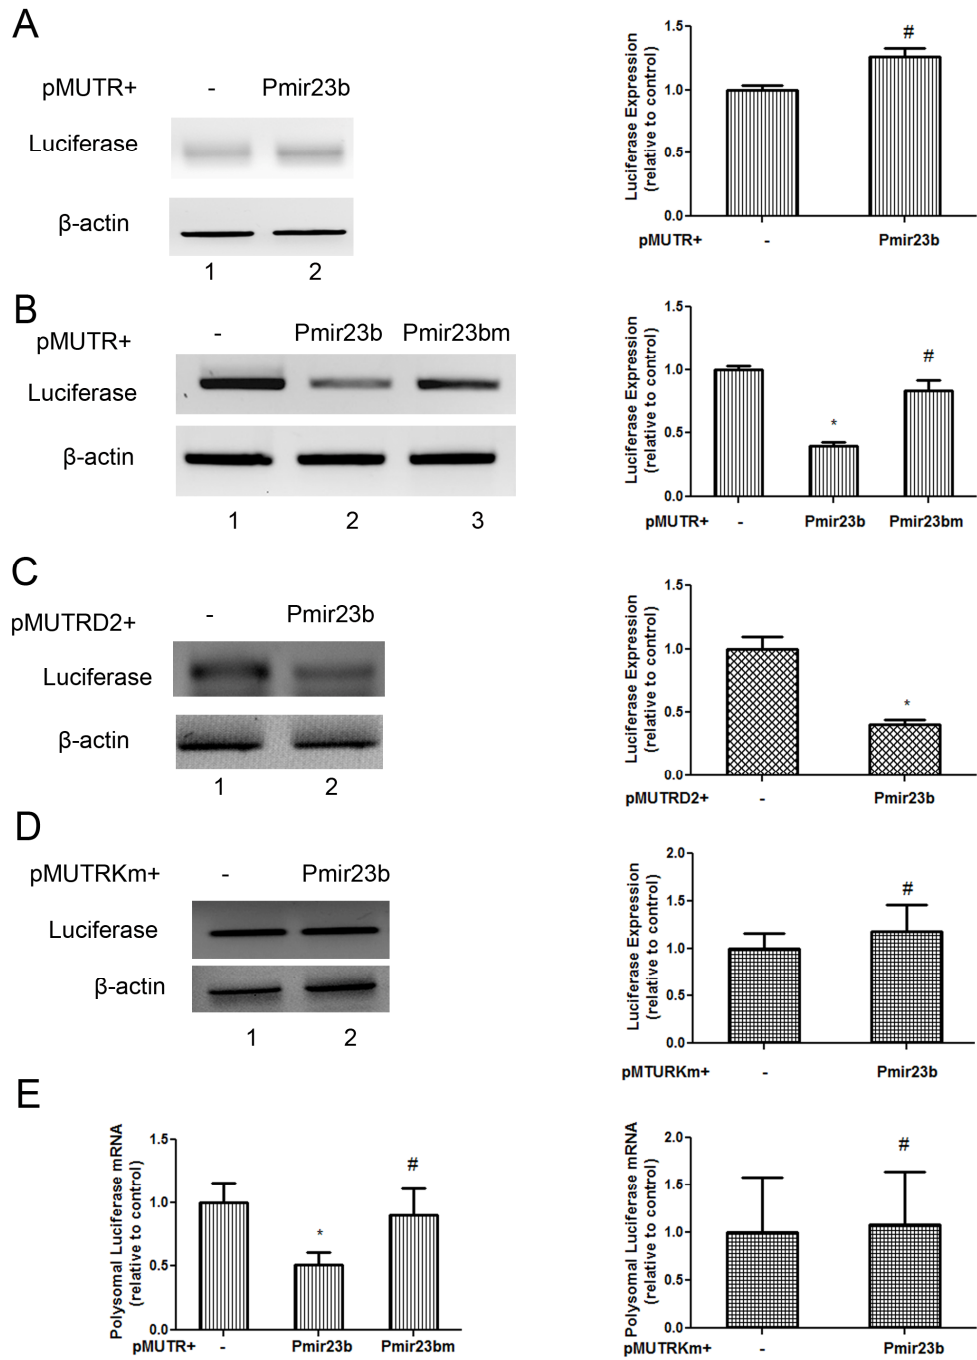 A
pMUTR+ - Pmir23b
Luciferase
β-actin
1 2
Luciferase Expression
(relative to control)
1.5
1.0
0.5
0.0
#
pMUTR+ - Pmir23b
B
pMUTR+ - Pmir23b Pmir23bm
Luciferase
β-actin
1 2 3
Luciferase Expression
(relative to control)
1.5
1.0
0.5
0.0
* #
pMUTR+ - Pmir23b Pmir23bm
C
pMUTRD2+ - Pmir23b
Luciferase
β-actin
1 2
Luciferase Expression
(relative to control)
1.5
1.0
0.5
0.0
*
pMUTRD2+ - Pmir23b
D
pMUTRKm+ - Pmir23b
Luciferase
β-actin
1 2
Luciferase Expression
(relative to control)
2.0
1.5
1.0
0.5
0.0
#
pMTURKm+ - Pmir23b
E
Polysomal Luciferase mRNA
(relative to control)
1.5
1.0
0.5
0.0
* #
pMUTR+ - Pmir23b Pmir23bm
Polysomal Luciferase mRNA
(relative to control)
2.0
1.5
1.0
0.5
0.0
#
pMUTRKm+ - Pmir23b